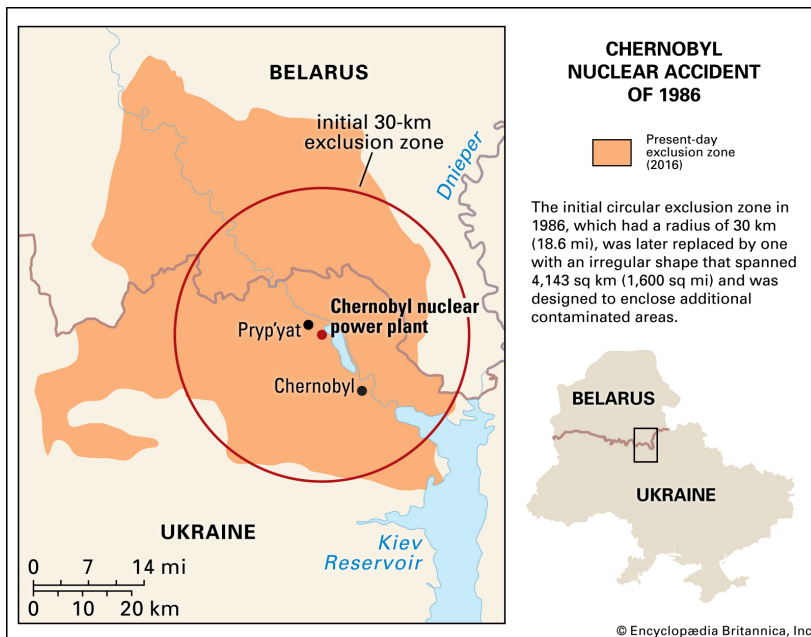 BELARUS
initial 30-km
exclusion zone
Dnieper
Chernobyl nuclear
power plant
Pryp'yat
Chernobyl
UKRAINE
Kiev
Reservoir
0 7 14 mi
0 10 20 km
CHERNOBYL
NUCLEAR ACCIDENT
OF 1986
Present-day
exclusion zone
(2016)
The initial circular exclusion zone in
1986, which had a radius of 30 km
(18.6 mi), was later replaced by one
with an irregular shape that spanned
4,143 sq km (1,600 sq mi) and was
designed to enclose additional
contaminated areas.
BELARUS
UKRAINE
© Encyclopædia Britannica, Inc